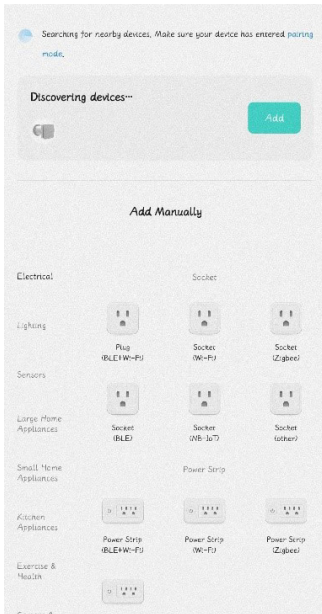 Searching for nearby devices. Make sure your device has entered pairing
mode.
Discovering devices...
Add
Add Manually
Electrical
Socket
Lighting
Plug
(BLE+Wi-Fi)
Socket
(Wi-Fi)
Socket
(Zigbee)
Sensors
Large Home
Appliances
Socket
(BLE)
Socket
(NB-IoT)
Socket
(other)
Small Home
Appliances
Power Strip
Kitchen
Appliances
Power Strip
(BLE+Wi-Fi)
Power Strip
(Wi-Fi)
Power Strip
(Zigbee)
Exercise &
Health